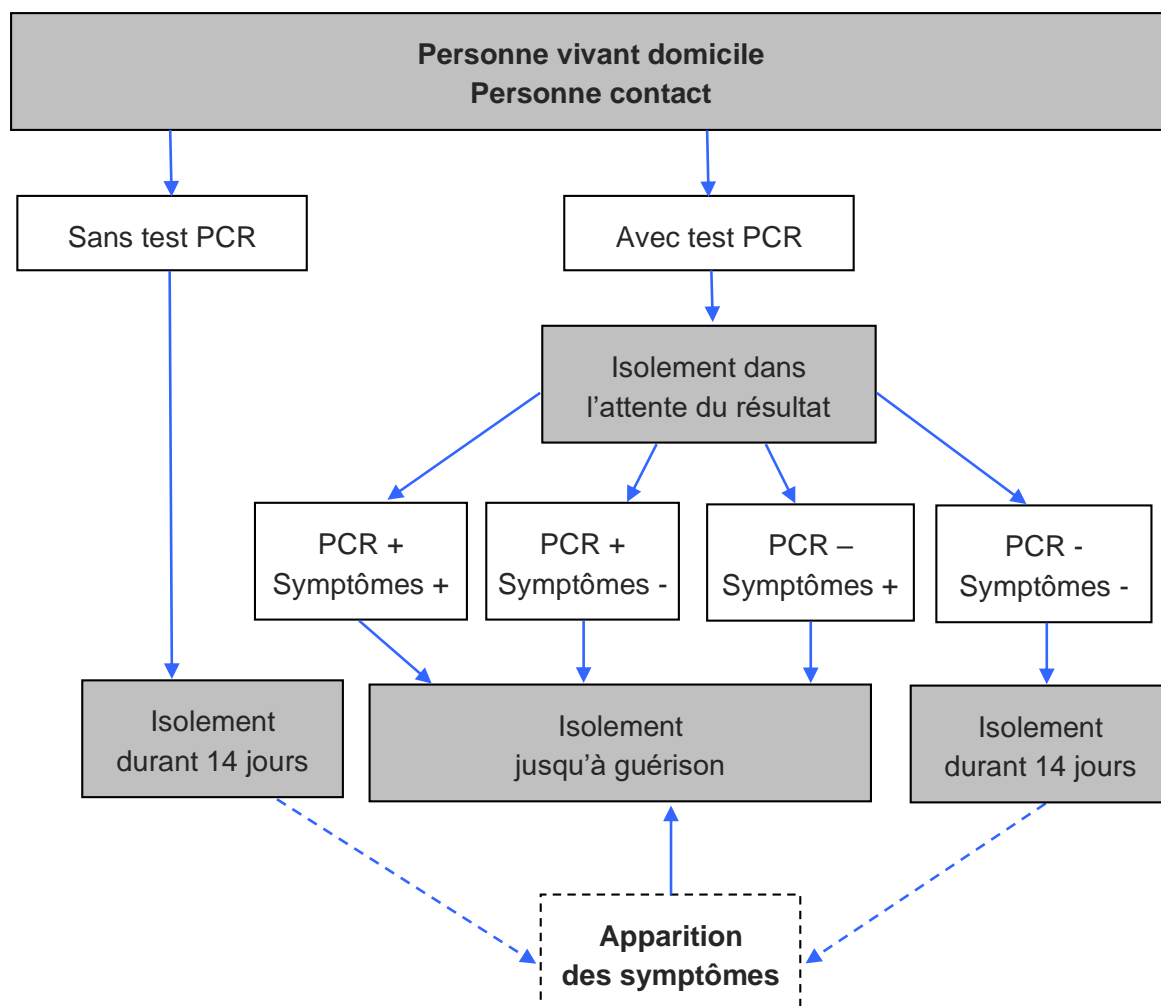 Personne vivant domicile
Personne contact
Sans test PCR
Avec test PCR
Isolement dans
l’attente du résultat
PCR +
Symptômes +
PCR +
Symptômes -
PCR –
Symptômes +
PCR -
Symptômes -
Isolement
durant 14 jours
Isolement
jusqu’à guérison
Isolement
durant 14 jours
Apparition
des symptômes